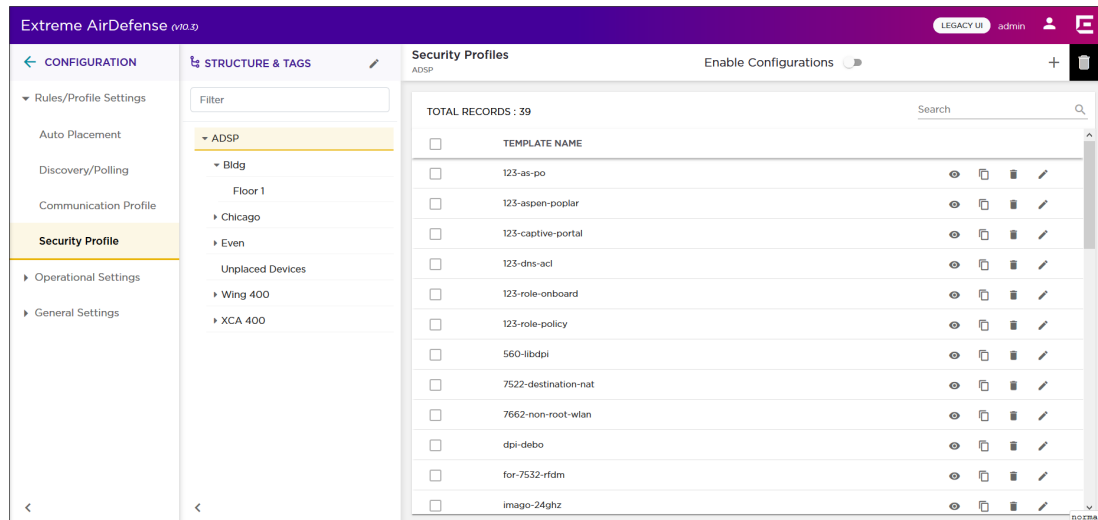 Extreme AirDefense (v10.3)
LEGACY UI
admin
CONFIGURATION
Rules/Profile Settings
Auto Placement
Discovery/Polling
Communication Profile
Security Profile
Operational Settings
General Settings
STRUCTURE & TAGS
Filter
ADSP
Bldg
Floor 1
Chicago
Even
Unplaced Devices
Wing 400
XCA 400
Security Profiles
ADSP
Enable Configurations
TOTAL RECORDS : 39
Search
TEMPLATE NAME
123-as-po
123-aspen-poplar
123-captive-portal
123-dns-acl
123-role-onboard
123-role-policy
560-libdpi
7522-destination-nat
7662-non-root-wlan
dpi-debo
for-7532-rfdm
imago-24ghz
norma